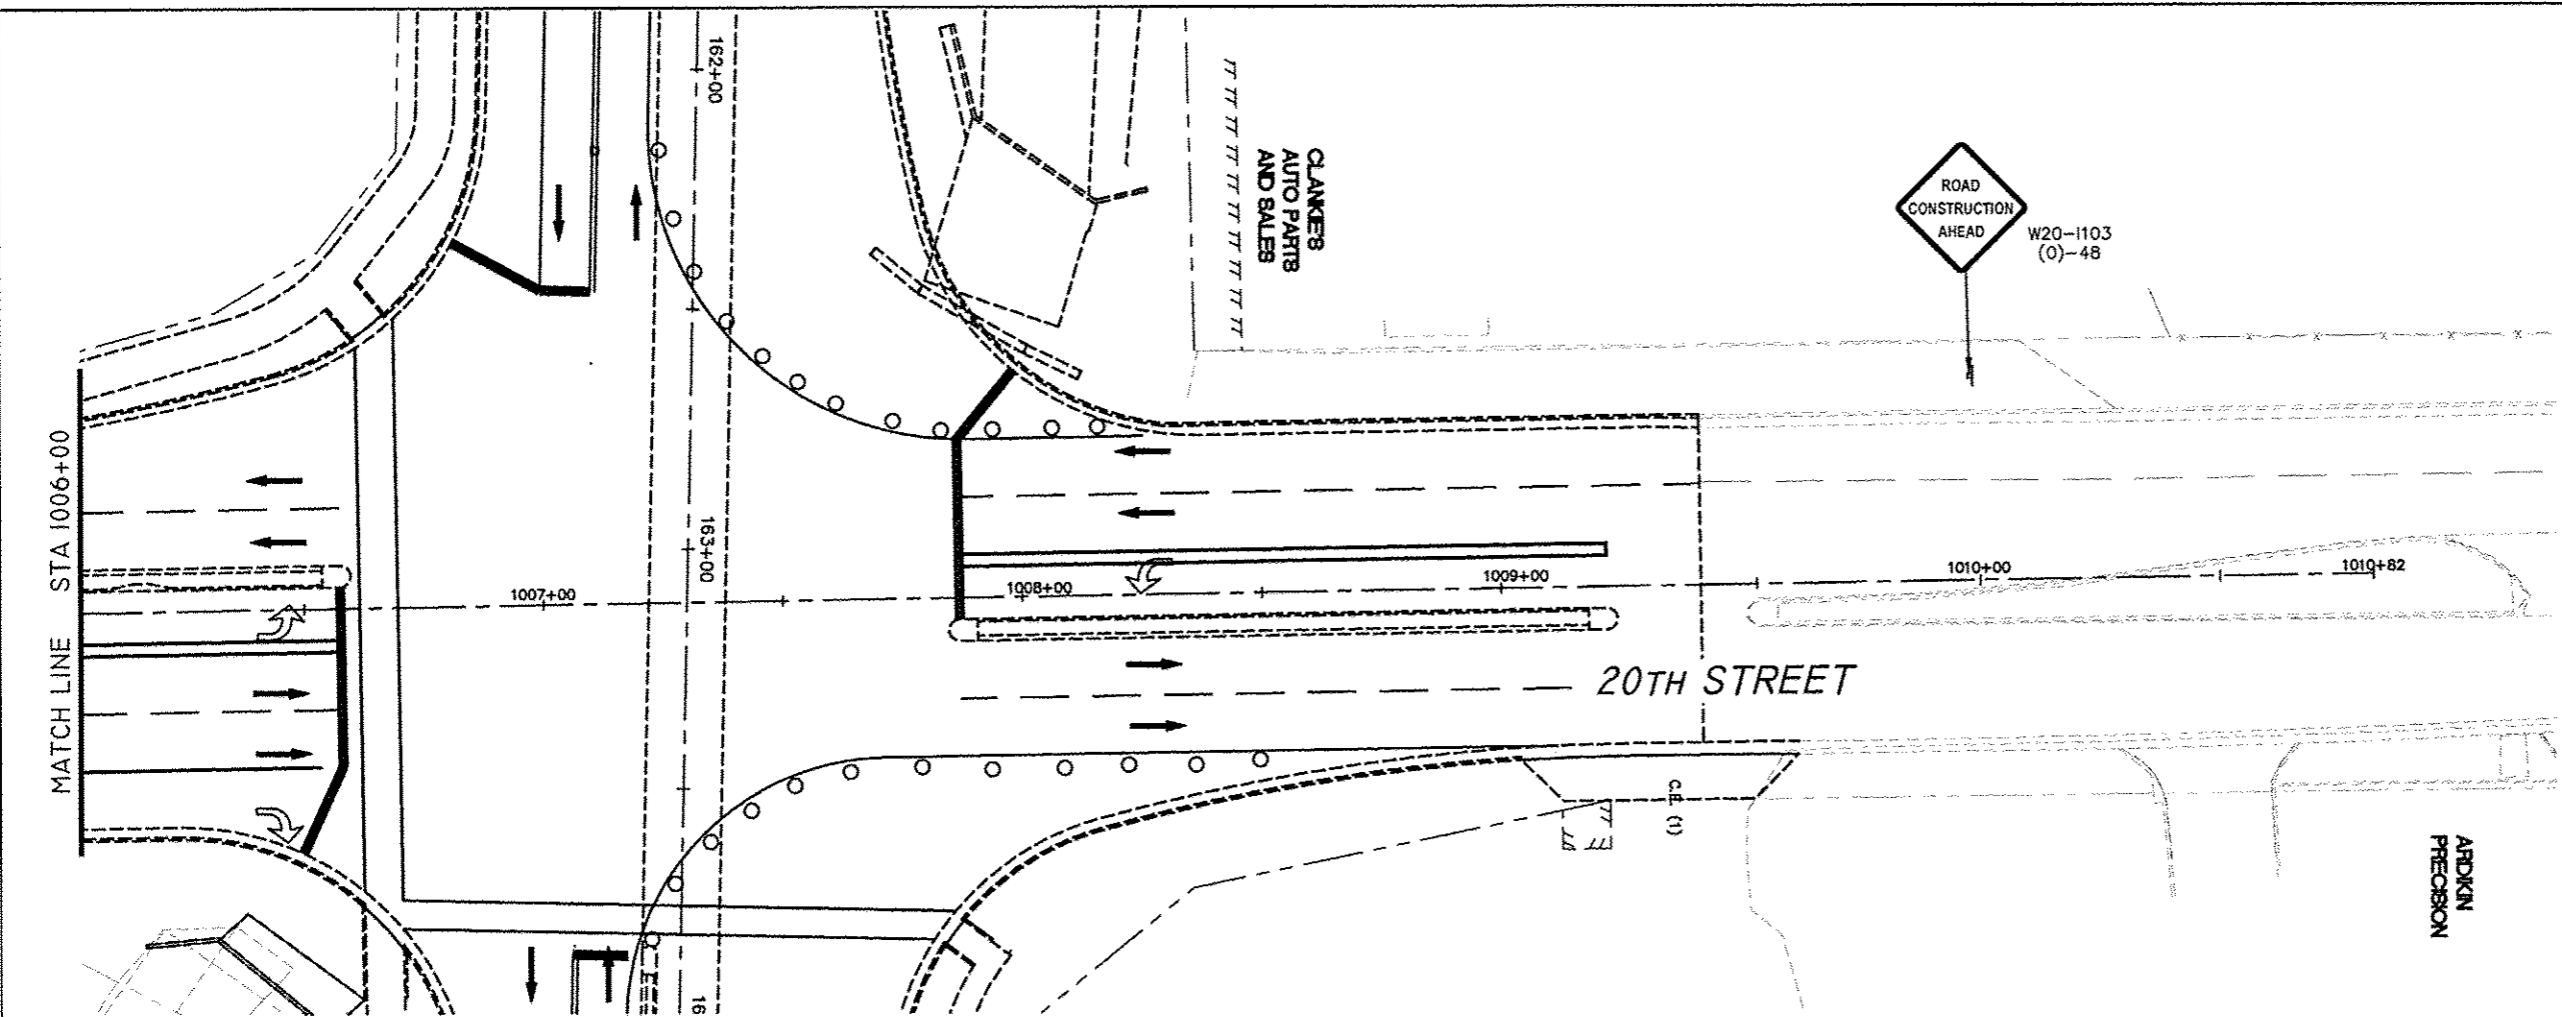 162+00
CLANKIE'S
AUTO PARTS
AND SALES
ROAD
CONSTRUCTION
AHEAD
W20-I103
(O)-48
MATCH LINE STA 1006+00
163+00
1007+00
1008+00
1009+00
1010+00
1010+82
20TH STREET
C.E. (1)
ARDKIN
PRECISION
16